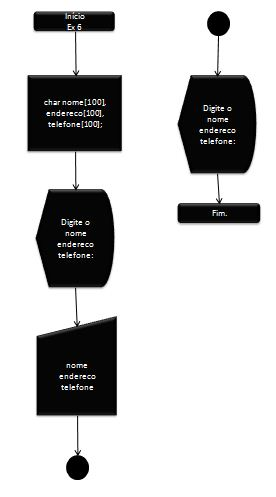 Início
Ex 6
char nome[100],
endereco[100],
telefone[100];
Digite o
nome
endereco
telefone:
nome
endereco
telefone
Digite o
nome
endereco
telefone:
Fim.